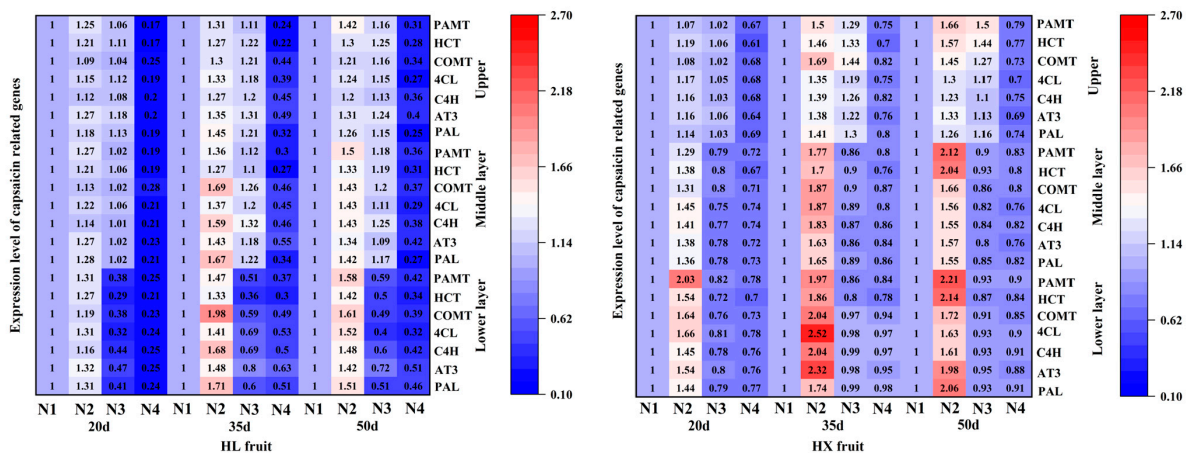 Expression level of capsaicin related genes
1 1.25 1.06 0.17 1 1.31 1.11 0.24 1 1.42 1.16 0.31 PAMT
1 1.21 1.11 0.17 1 1.27 1.22 0.22 1 1.3 1.25 0.28 HCT
1 1.09 1.04 0.25 1 1.3 1.21 0.44 1 1.21 1.16 0.34 COMT
1 1.15 1.12 0.19 1 1.33 1.18 0.39 1 1.24 1.15 0.27 4CL
1 1.12 1.08 0.2 1 1.27 1.2 0.45 1 1.2 1.13 0.36 C4H
1 1.27 1.18 0.2 1 1.35 1.31 0.49 1 1.31 1.24 0.4 AT3
1 1.18 1.13 0.19 1 1.45 1.21 0.32 1 1.26 1.15 0.25 PAL
Upper
1 1.27 1.02 0.19 1 1.36 1.12 0.3 1 1.5 1.18 0.36 PAMT
1 1.21 1.06 0.19 1 1.27 1.1 0.27 1 1.33 1.19 0.31 HCT
1 1.13 1.02 0.28 1 1.69 1.26 0.46 1 1.43 1.2 0.37 COMT
1 1.22 1.06 0.21 1 1.37 1.2 0.45 1 1.43 1.11 0.29 4CL
1 1.14 1.01 0.21 1 1.59 1.32 0.46 1 1.43 1.25 0.38 C4H
1 1.27 1.02 0.23 1 1.43 1.18 0.55 1 1.34 1.09 0.42 AT3
1 1.28 1.02 0.21 1 1.67 1.22 0.34 1 1.42 1.17 0.27 PAL
Middle layer
1 1.31 0.38 0.25 1 1.47 0.51 0.37 1 1.58 0.59 0.42 PAMT
1 1.27 0.29 0.21 1 1.33 0.36 0.3 1 1.42 0.5 0.34 HCT
1 1.19 0.38 0.23 1 1.98 0.59 0.49 1 1.61 0.49 0.39 COMT
1 1.31 0.32 0.24 1 1.41 0.69 0.53 1 1.52 0.4 0.32 4CL
1 1.16 0.44 0.25 1 1.68 0.69 0.5 1 1.48 0.6 0.42 C4H
1 1.32 0.47 0.25 1 1.48 0.8 0.63 1 1.42 0.72 0.51 AT3
1 1.31 0.41 0.24 1 1.71 0.6 0.51 1 1.51 0.51 0.46 PAL
Lower layer
N1 N2 N3 N4 N1 N2 N3 N4 N1 N2 N3 N4
20d 35d 50d
HL fruit
2.70
2.18
1.66
1.14
0.62
0.10
Expression level of capsaicin related genes
1 1.07 1.02 0.67 1 1.5 1.29 0.75 1 1.66 1.5 0.79 PAMT
1 1.19 1.06 0.61 1 1.46 1.33 0.7 1 1.57 1.44 0.77 HCT
1 1.08 1.02 0.68 1 1.69 1.44 0.82 1 1.45 1.27 0.73 COMT
1 1.17 1.05 0.68 1 1.35 1.19 0.75 1 1.3 1.17 0.7 4CL
1 1.16 1.03 0.68 1 1.39 1.26 0.82 1 1.23 1.1 0.75 C4H
1 1.16 1.06 0.64 1 1.38 1.22 0.76 1 1.33 1.13 0.69 AT3
1 1.14 1.03 0.69 1 1.41 1.3 0.8 1 1.26 1.16 0.74 PAL
Upper
1 1.29 0.79 0.72 1 1.77 0.86 0.8 1 2.12 0.9 0.83 PAMT
1 1.38 0.8 0.67 1 1.7 0.9 0.76 1 2.04 0.93 0.8 HCT
1 1.31 0.8 0.71 1 1.87 0.9 0.87 1 1.66 0.86 0.8 COMT
1 1.45 0.75 0.74 1 1.87 0.89 0.8 1 1.56 0.82 0.76 4CL
1 1.41 0.77 0.74 1 1.83 0.87 0.86 1 1.55 0.84 0.82 C4H
1 1.38 0.78 0.72 1 1.63 0.86 0.84 1 1.57 0.8 0.76 AT3
1 1.36 0.78 0.73 1 1.65 0.89 0.86 1 1.55 0.85 0.82 PAL
Middle layer
1 2.03 0.82 0.78 1 1.97 0.86 0.84 1 2.21 0.93 0.9 PAMT
1 1.54 0.72 0.7 1 1.86 0.8 0.78 1 2.14 0.87 0.84 HCT
1 1.64 0.76 0.73 1 2.04 0.97 0.94 1 1.72 0.91 0.85 COMT
1 1.66 0.81 0.78 1 2.52 0.98 0.97 1 1.63 0.93 0.9 4CL
1 1.45 0.78 0.76 1 2.04 0.99 0.97 1 1.61 0.93 0.91 C4H
1 1.54 0.8 0.76 1 2.32 0.98 0.95 1 1.98 0.95 0.88 AT3
1 1.44 0.79 0.77 1 1.74 0.99 0.98 1 2.06 0.93 0.91 PAL
Lower layer
N1 N2 N3 N4 N1 N2 N3 N4 N1 N2 N3 N4
20d 35d 50d
HX fruit
2.70
2.18
1.66
1.14
0.62
0.10